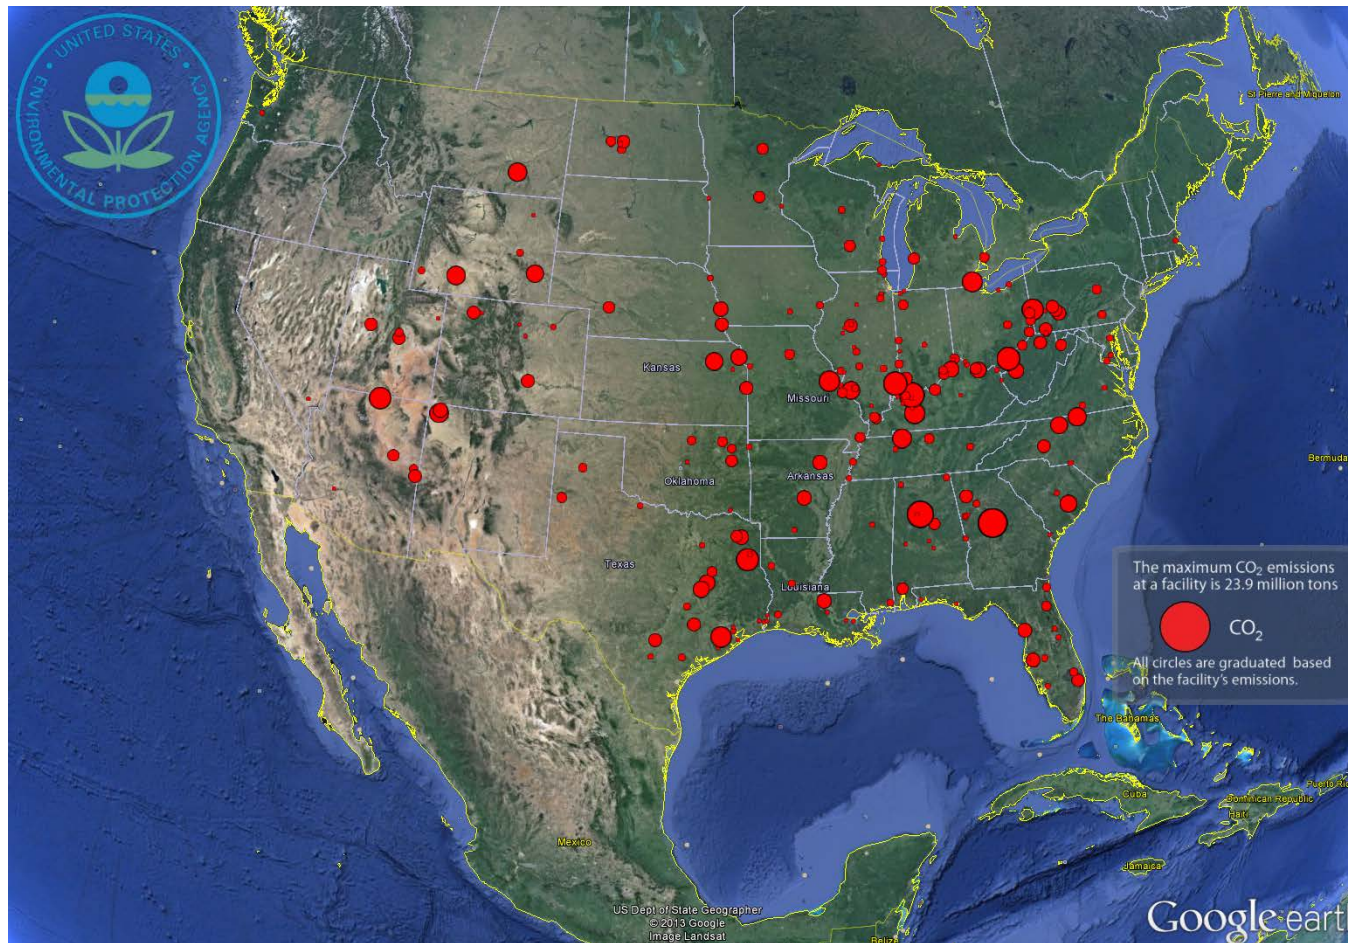 UNITED STATES
ENVIRONMENTAL PROTECTION AGENCY
St Pierre and Miquelon
Kansas
Missouri
Bermuda
Oklahoma
Arkansas
Texas
Louisiana
The maximum CO₂ emissions
at a facility is 23.9 million tons
CO₂
All circles are graduated based
on the facility's emissions.
The Bahamas
Cuba
Puerto Ri
Dominican Republic
Haiti
Mexico
Jamaica
US Dept of State Geographer
© 2013 Google
Image Landsat
Belize
Google eart